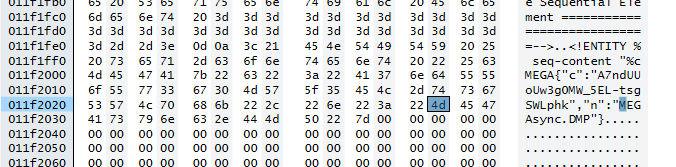 011f1fb0 65 20 53 65 71 75 65 6e 74 69 61 6c 20 45 6c 65 e Sequential Ele
011f1fc0 6d 65 6e 74 20 3d 3d 3d 3d 3d 3d 3d 3d 3d 3d 3d ment ===========
011f1fd0 3d 3d 3d 3d 3d 3d 3d 3d 3d 3d 3d 3d 3d 3d 3d 3d ================
011f1fe0 3d 2d 2d 3e 0d 0a 3c 21 45 4e 54 49 54 59 20 25 =-->..<!ENTITY %
011f1ff0 20 73 65 71 2d 63 6f 6e 74 65 6e 74 20 22 25 63 seq-content "%c
011f2000 4d 45 47 41 7b 22 63 22 3a 22 41 37 6e 64 55 55 MEGA{"c":"A7ndUU
011f2010 6f 55 77 33 67 30 4d 57 5f 35 45 4c 2d 74 73 67 oUw3g0MW_5EL-tsg
011f2020 53 57 4c 70 68 6b 22 2c 22 6e 22 3a 22 4d 45 47 SWLphk","n":"MEG
011f2030 41 73 79 6e 63 2e 44 4d 50 22 7d 00 00 00 00 00 Async.DMP"}.....
011f2040 00 00 00 00 00 00 00 00 00 00 00 00 00 00 00 00 ................
011f2050 00 00 00 00 00 00 00 00 00 00 00 00 00 00 00 00 ................
011f2060 00 00 00 00 00 00 00 00 00 00 00 00 00 00 00 00 ................